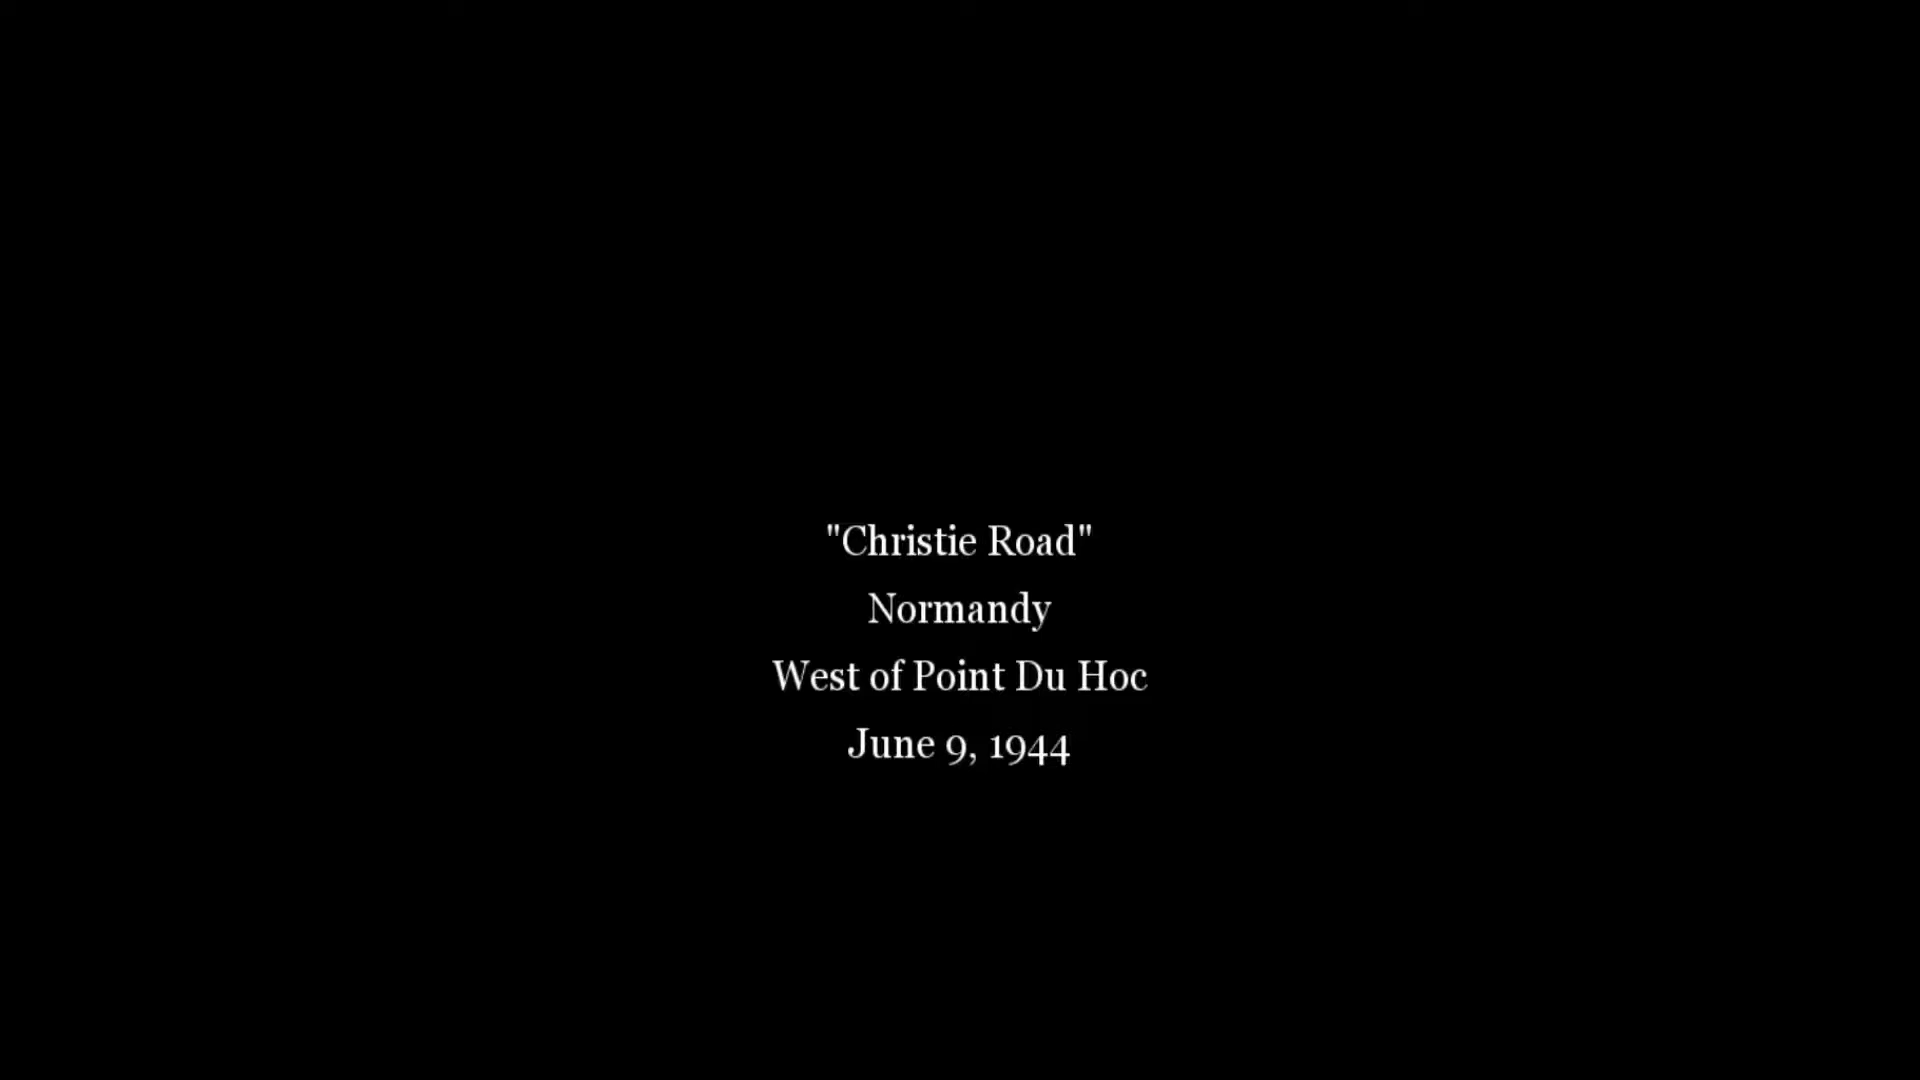 "Christie Road"
Normandy
West of Point Du Hoc
June 9, 1944